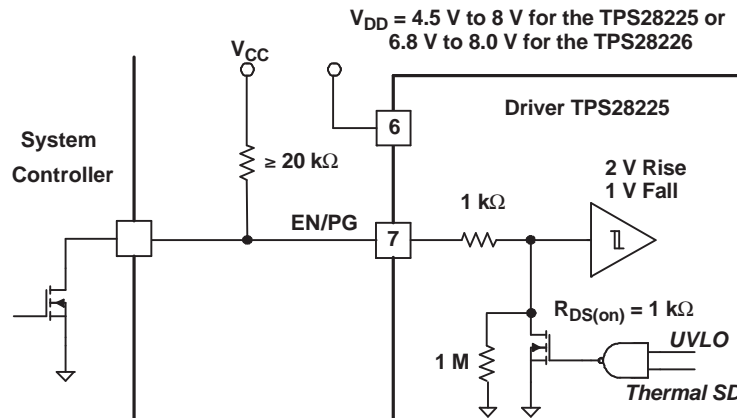 V_DD = 4.5 V to 8 V for the TPS28225 or
6.8 V to 8.0 V for the TPS28226
V_CC
6
Driver TPS28225
System
Controller
≥ 20 kΩ
2 V Rise
1 V Fall
1 kΩ
EN/PG
7
R_DS(on) = 1 kΩ
1 M
UVLO
Thermal SD